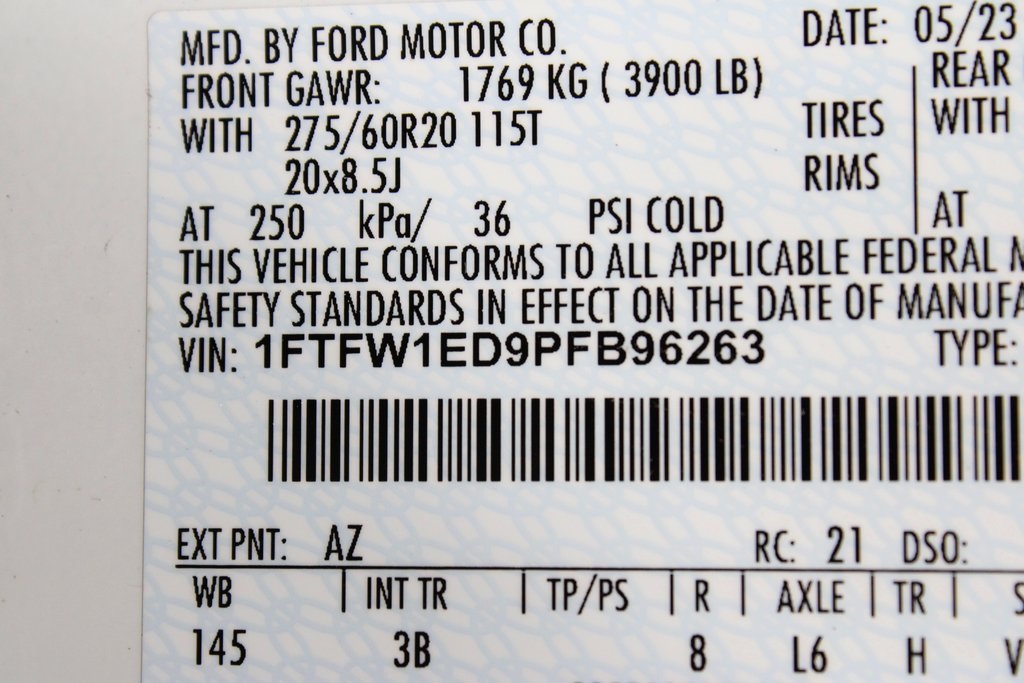 MFD. BY FORD MOTOR CO. DATE: 05/23
FRONT GAWR: 1769 KG ( 3900 LB) REAR
WITH 275/60R20 115T TIRES WITH
20x8.5J RIMS
AT 250 kPa/ 36 PSI COLD AT
THIS VEHICLE CONFORMS TO ALL APPLICABLE FEDERAL
SAFETY STANDARDS IN EFFECT ON THE DATE OF MANUFA
VIN: 1FTFW1ED9PFB96263 TYPE:
EXT PNT: AZ RC: 21 DSO:
WB | INT TR | TP/PS | R | AXLE | TR |
145 3B 8 L6 H